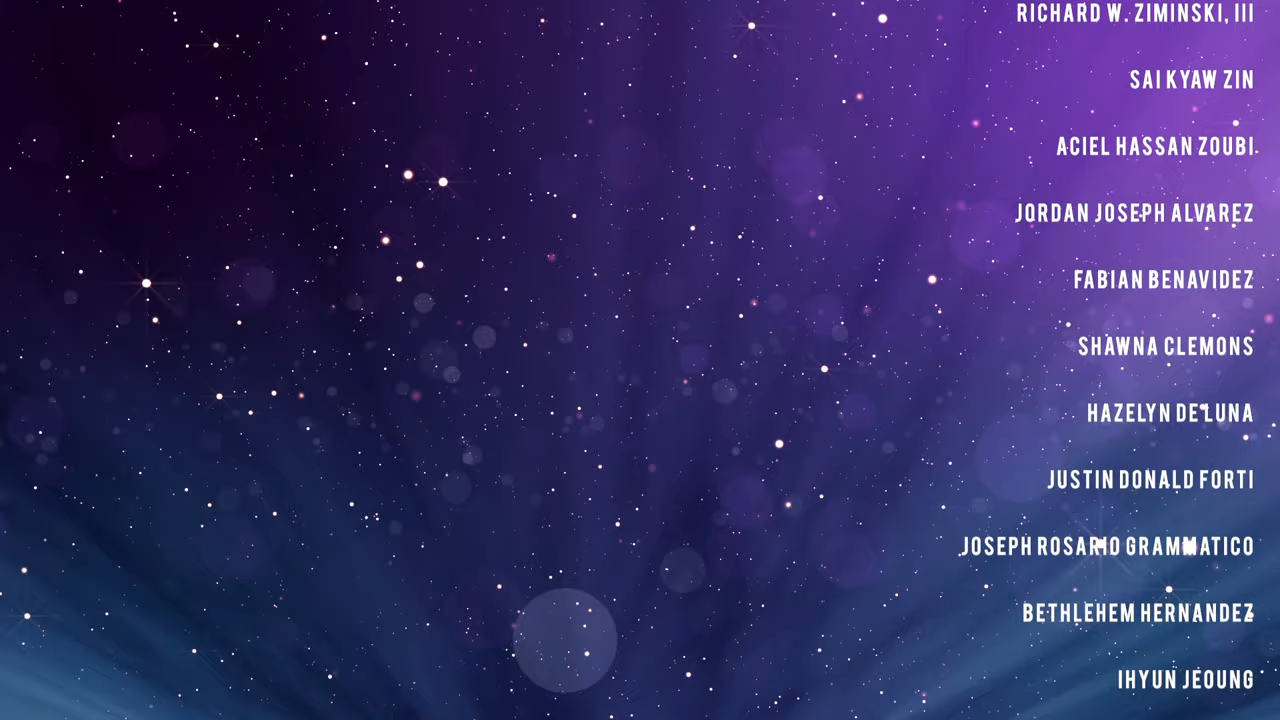 RICHARD W. ZIMINSKI, III
SAI KYAW ZIN
ACIEL HASSAN ZOUBI
JORDAN JOSEPH ALVAREZ
FABIAN BENAVIDEZ
SHAWNA CLEMONS
HAZELYN DE LUNA
JUSTIN DONALD FORTI
JOSEPH ROSARIO GRAMMATICO
BETHLEHEM HERNANDEZ
IHYUN JEOUNG